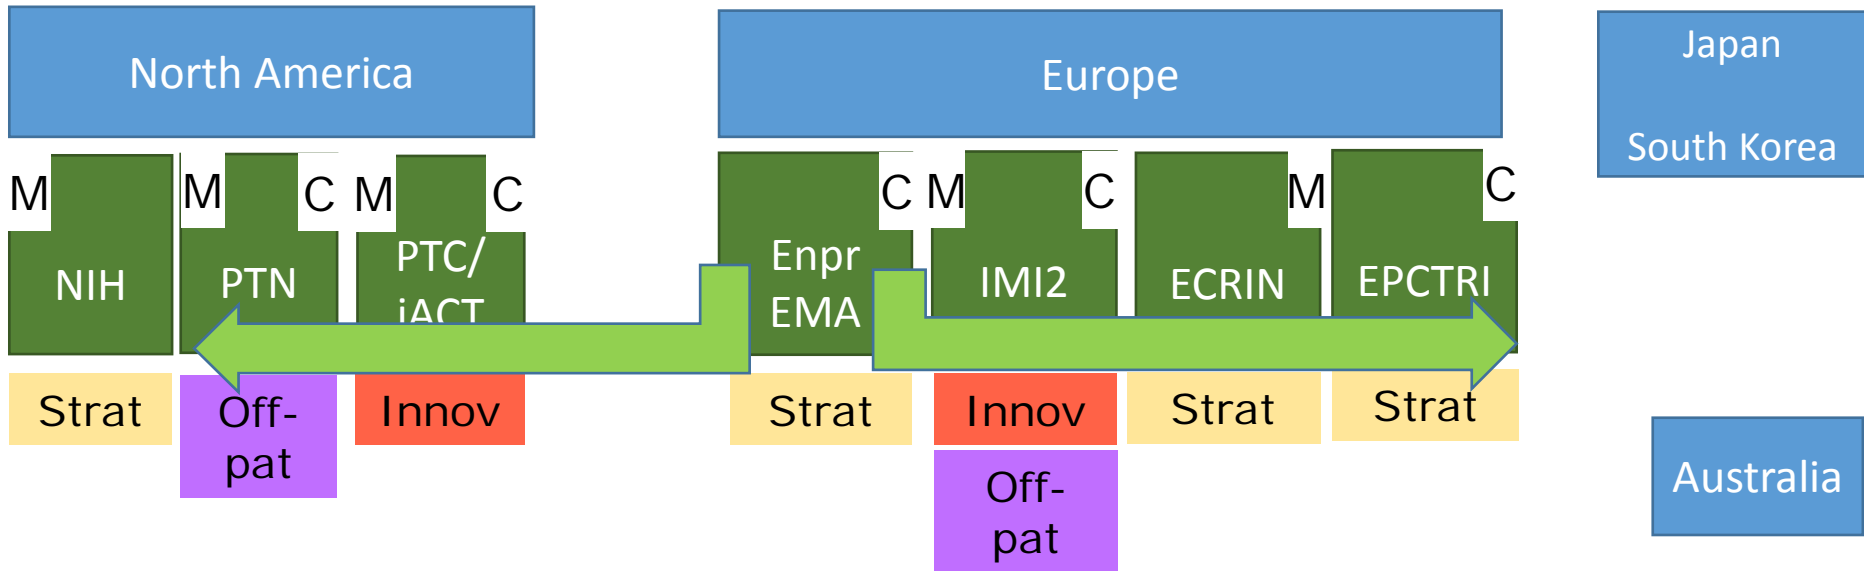 North America
Europe
Japan
South Korea
M
M
C
M
C
C
M
C
M
C
NIH
PTN
PTC/
iACT
Enpr
EMA
IMI2
ECRIN
EPCTRI
Strat
Off-
pat
Innov
Strat
Innov
Off-
pat
Strat
Strat
Australia